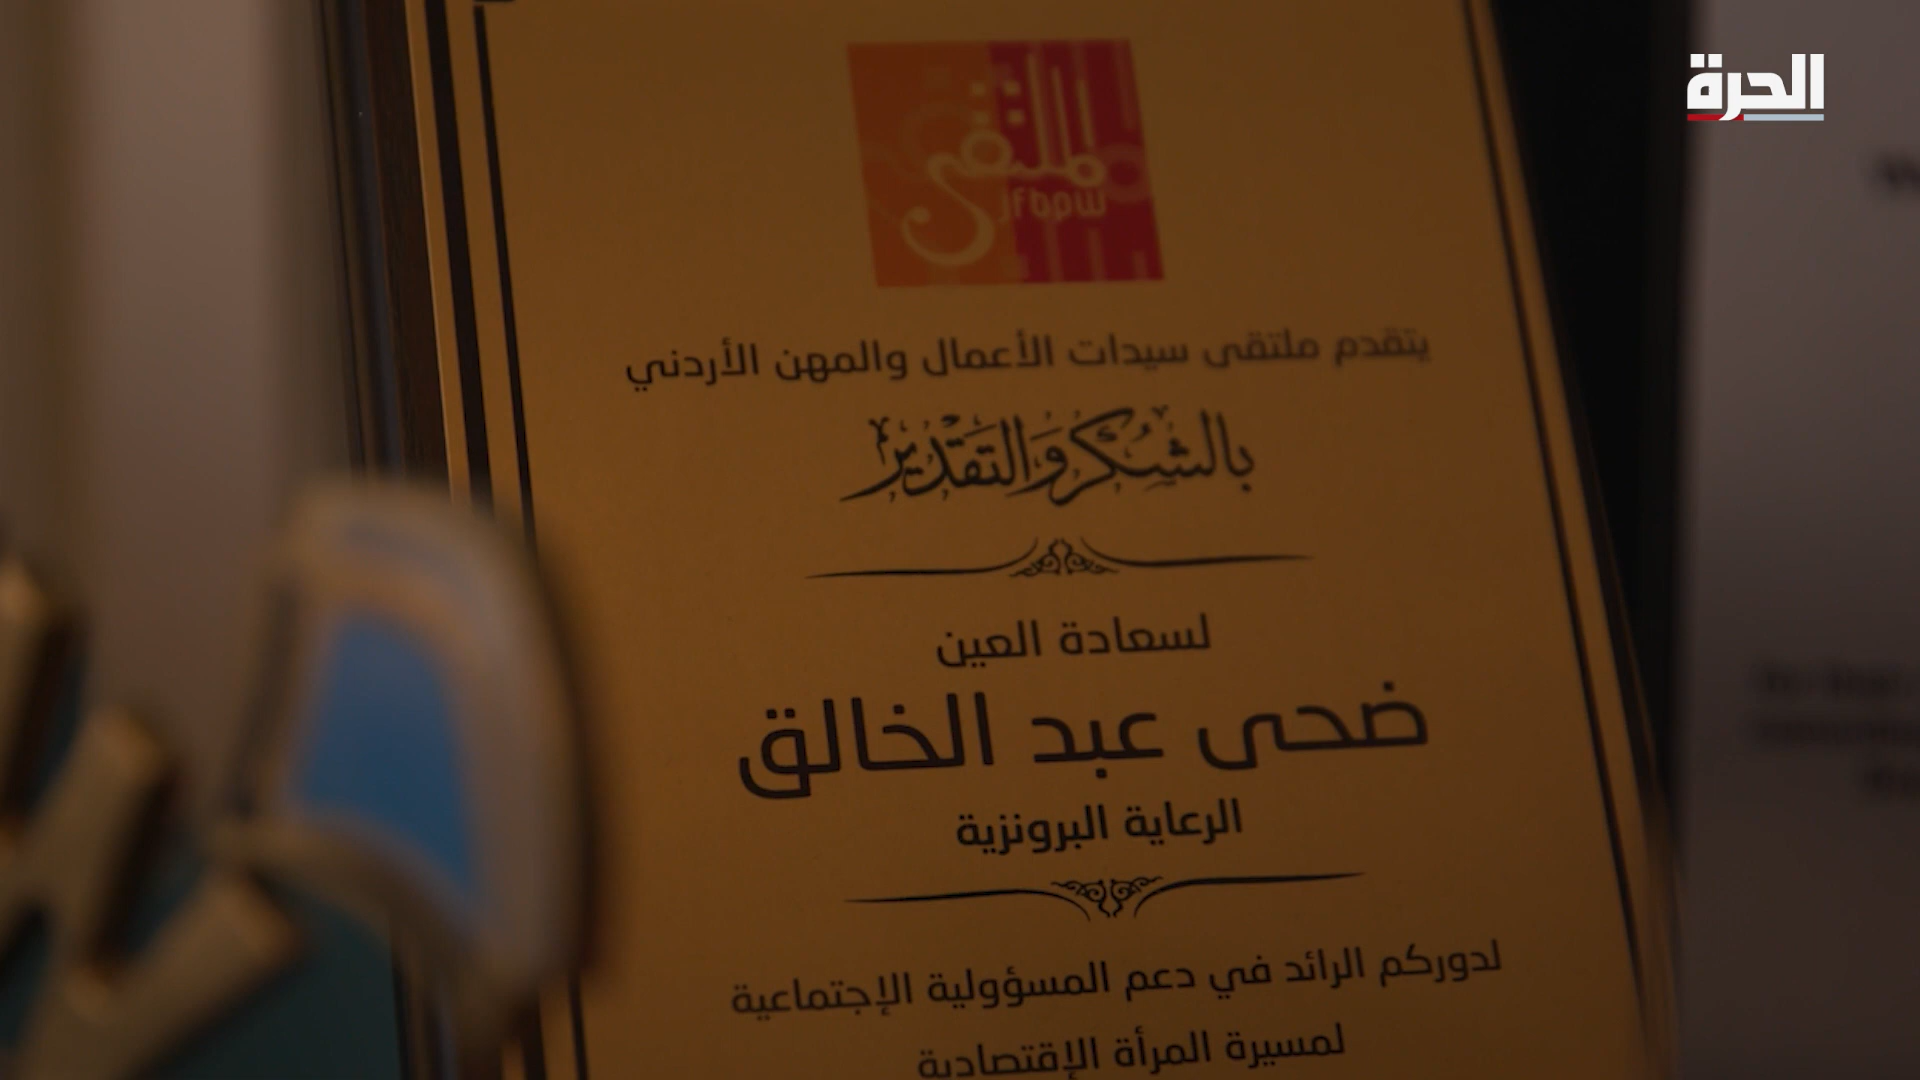 الحرة
ملتقى
jfbpw
يتقدم ملتقى سيدات الأعمال والمهن الأردني
بالشكر والتقدير
لسعادة العين
ضحى عبد الخالق
الرعاية البرونزية
لدوركم الرائد في دعم المسؤولية الإجتماعية
لمسيرة المرأة الإقتصادية